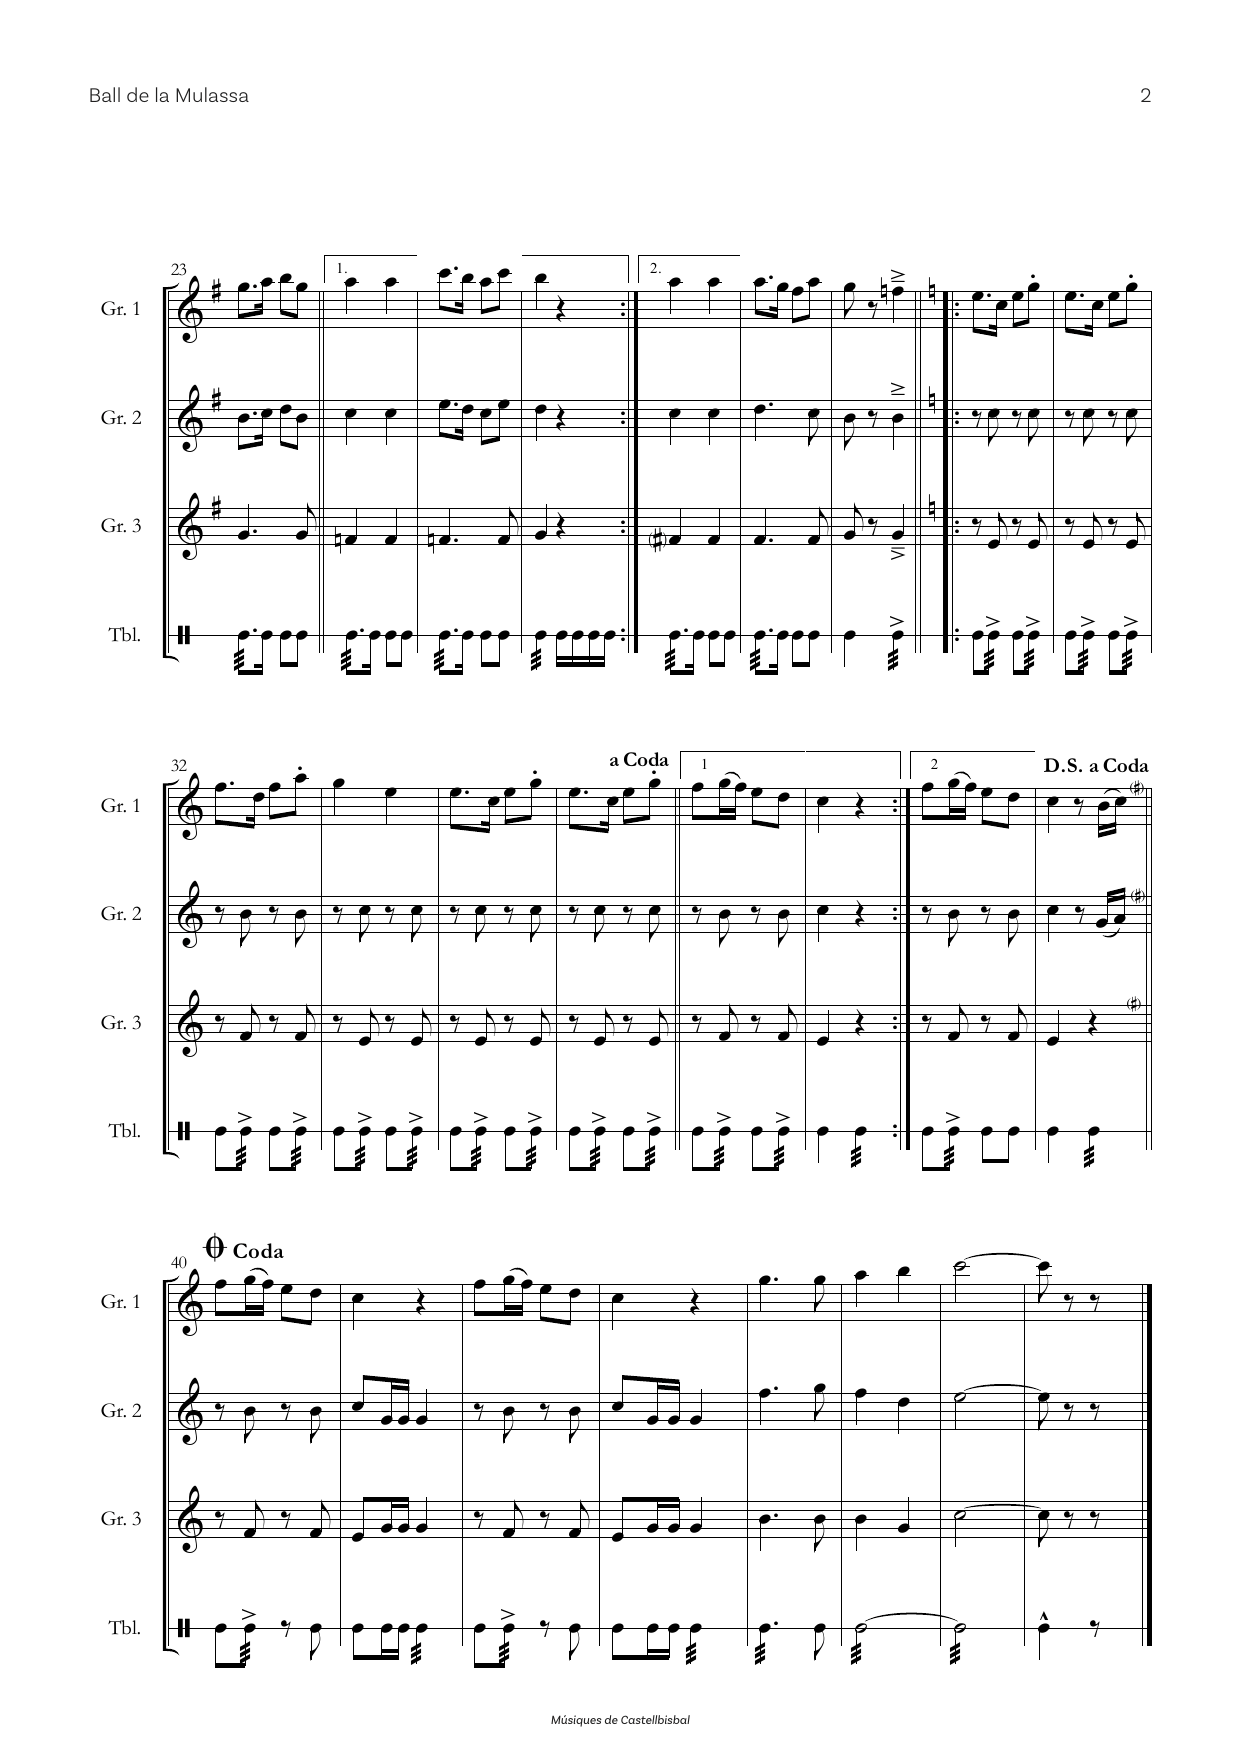 Ball de la Mulassa 2
23 1. 2.
Gr. 1
Gr. 2
Gr. 3
Tbl.
a Coda D.S. a Coda
32 1 2
Gr. 1
Gr. 2
Gr. 3
Tbl.
Coda
40
Gr. 1
Gr. 2
Gr. 3
Tbl.
Músiques de Castellbisbal